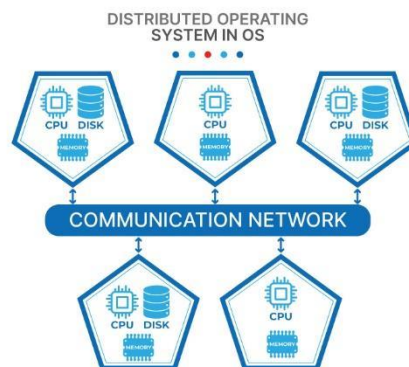 DISTRIBUTED OPERATING
SYSTEM IN OS
CPU DISK
MEMORY
CPU
MEMORY
CPU DISK
MEMORY
COMMUNICATION NETWORK
CPU DISK
MEMORY
CPU
MEMORY